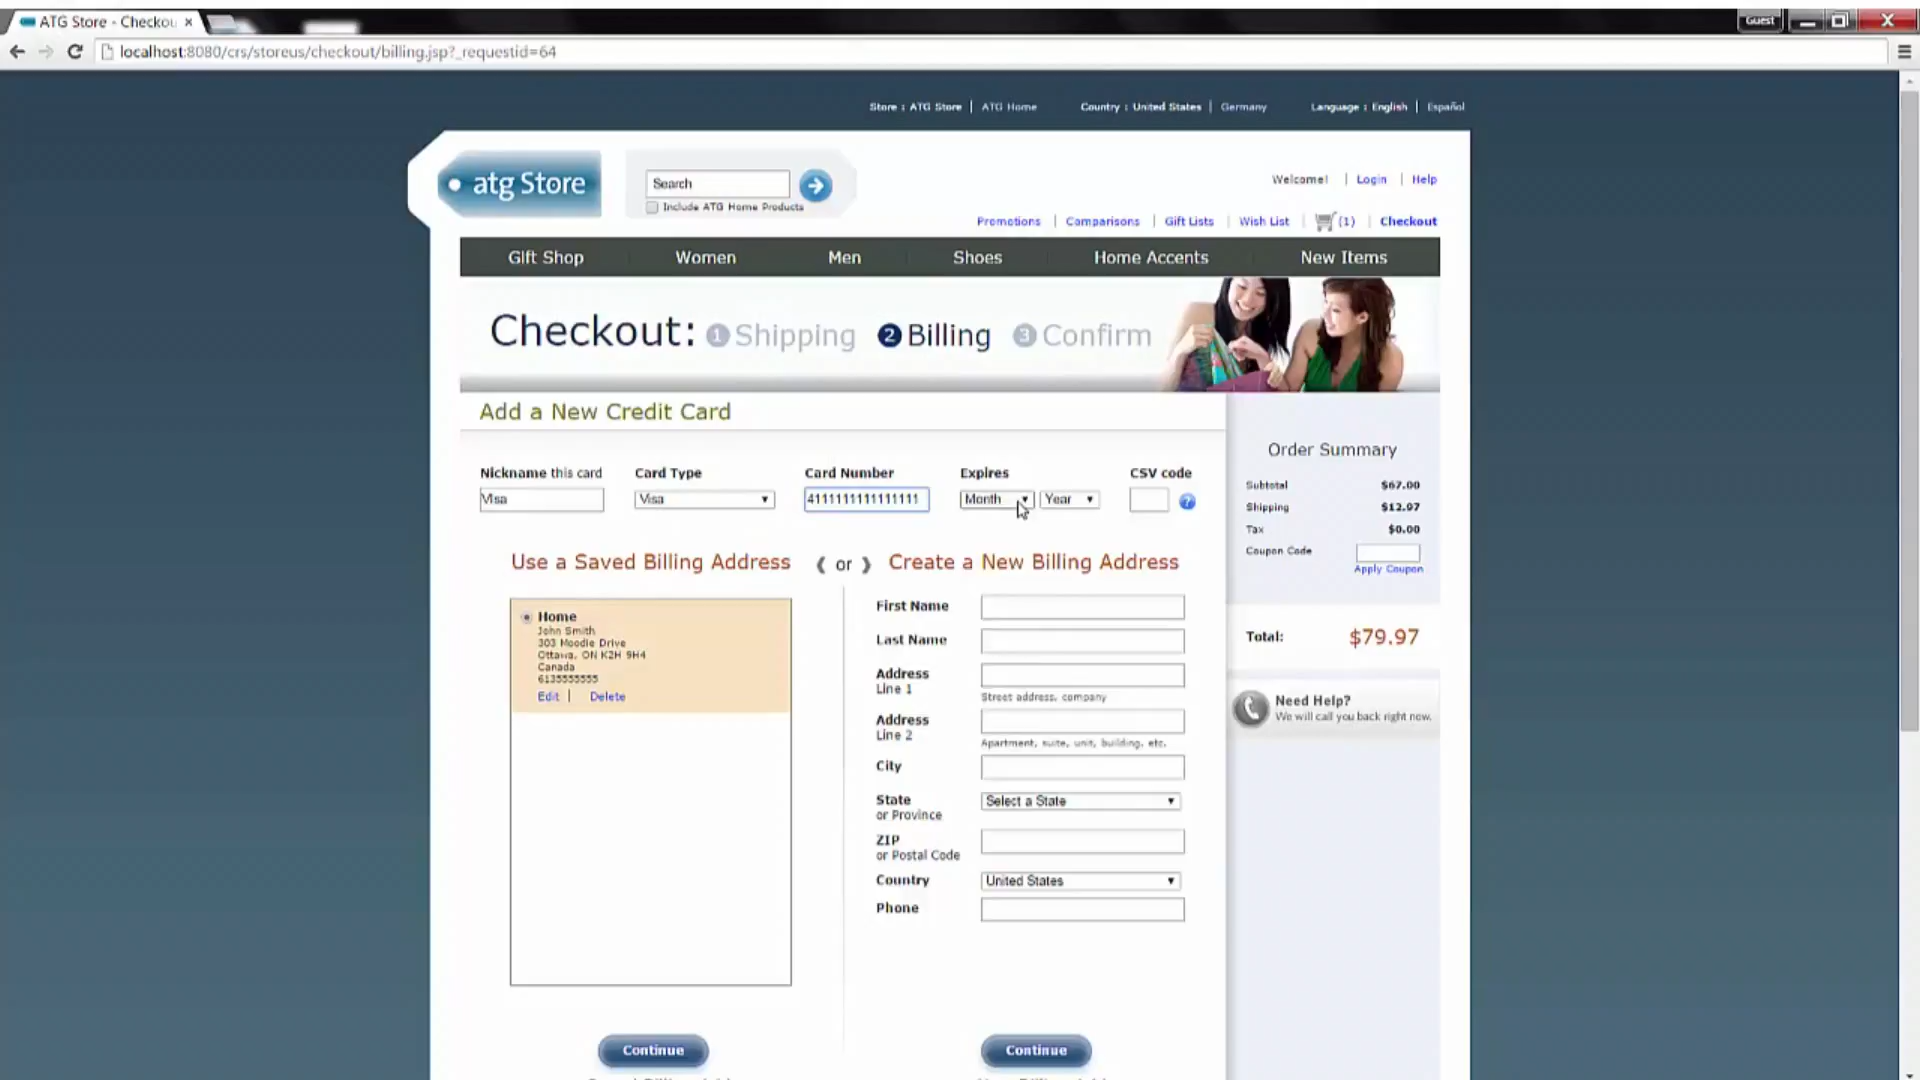 ATG Store - Checkou
Guest
localhost:8080/crs/storeus/checkout/billing.jsp?_requestid=64
Store : ATG Store | ATG Home Country : United States | Germany Language : English | Español
atg Store
Search
Include ATG Home Products
Welcome! | Login | Help
Promotions | Comparisons | Gift Lists | Wish List | (1) | Checkout
Gift Shop Women Men Shoes Home Accents New Items
Checkout: 1 Shipping 2 Billing 3 Confirm
Add a New Credit Card
Nickname this card Card Type Card Number Expires CSV code
Visa Visa 4111111111111111 Month Year ?
Use a Saved Billing Address ( or ) Create a New Billing Address
Home
John Smith
303 Moodie Drive
Ottawa, ON K2H 9H4
Canada
6135555555
Edit | Delete
First Name
Last Name
Address
Line 1
Street address, company
Address
Line 2
Apartment, suite, unit, building, etc.
City
State
or Province
Select a State
ZIP
or Postal Code
Country United States
Phone
Continue Continue
Order Summary
Subtotal $67.00
Shipping $12.97
Tax $0.00
Coupon Code
Apply Coupon
Total: $79.97
Need Help?
We will call you back right now.